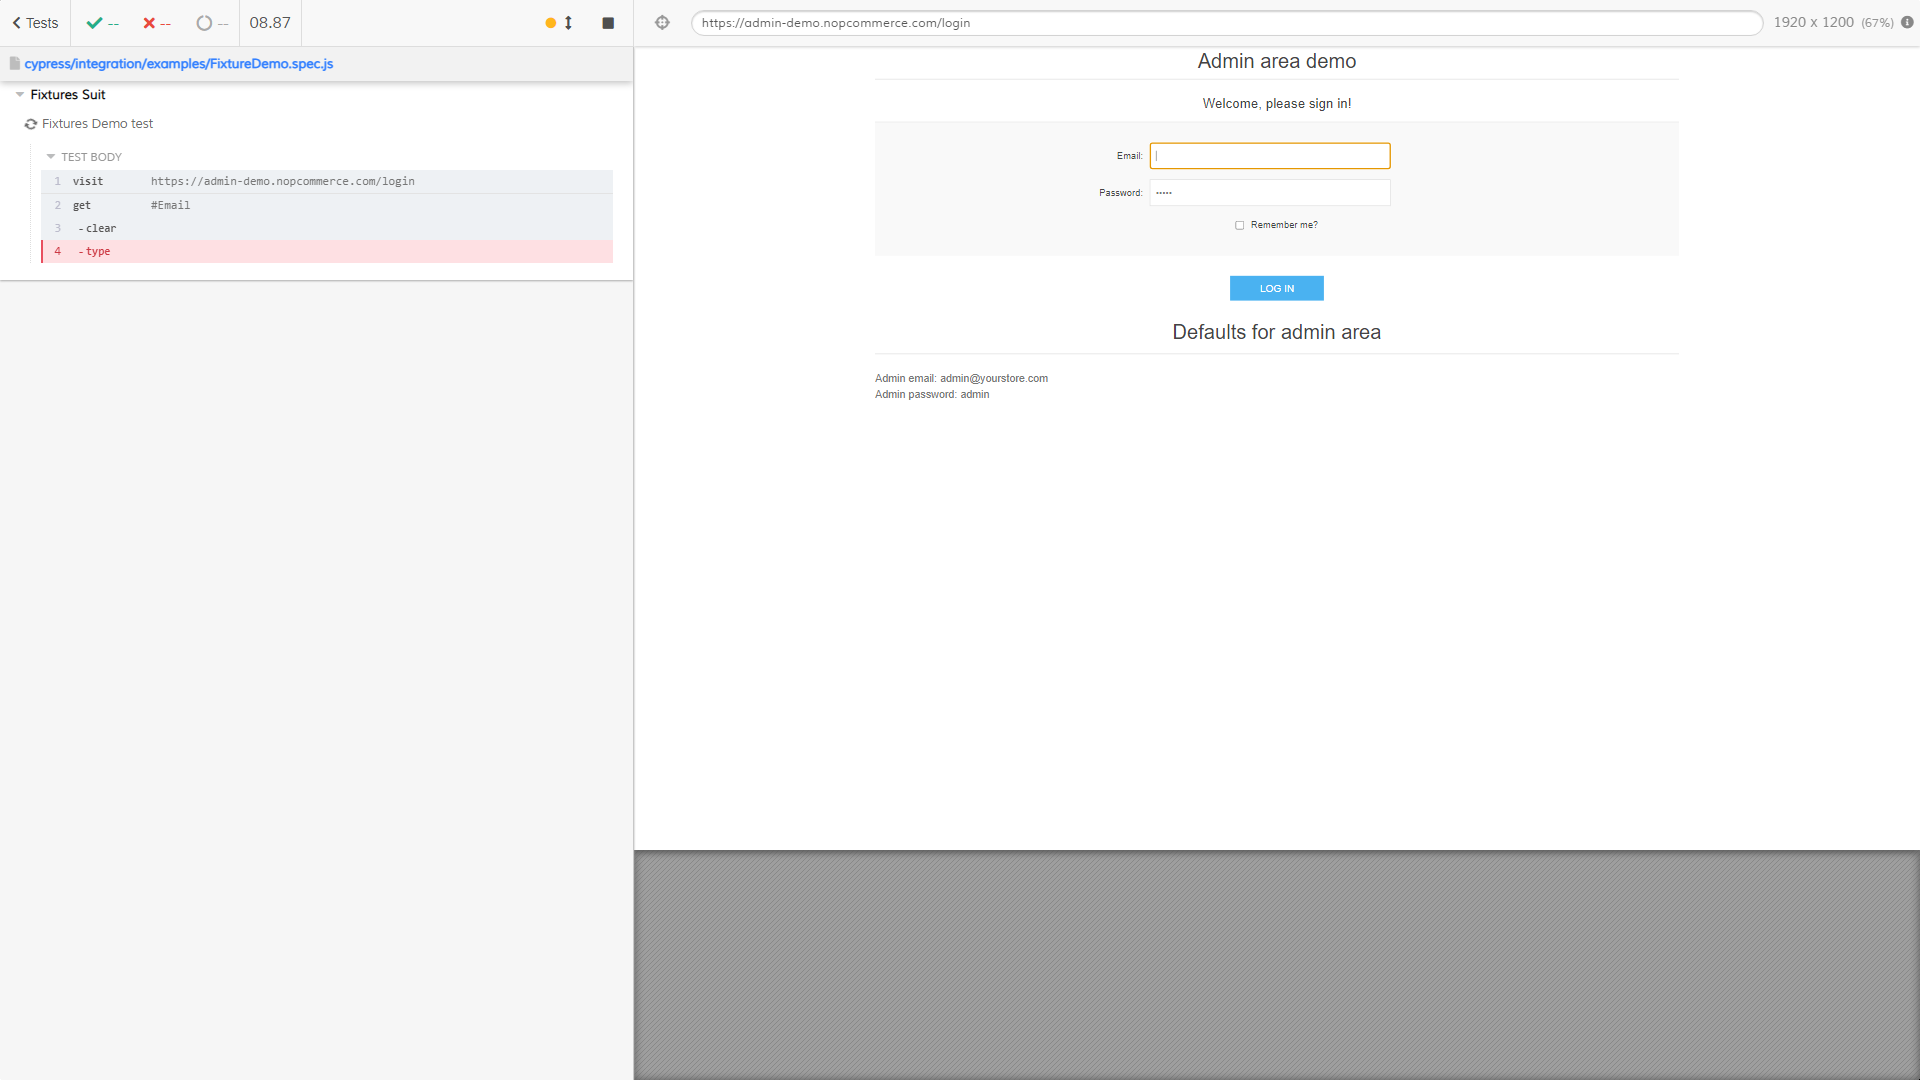 Tests -- -- -- 08.87
https://admin-demo.nopcommerce.com/login 1920 x 1200 (67%)
cypress/integration/examples/FixtureDemo.spec.js
Fixtures Suit
Fixtures Demo test
TEST BODY
1 visit https://admin-demo.nopcommerce.com/login
2 get #Email
3 -clear
4 -type
Admin area demo
Welcome, please sign in!
Email:
Password: •••••
Remember me?
LOG IN
Defaults for admin area
Admin email: admin@yourstore.com
Admin password: admin